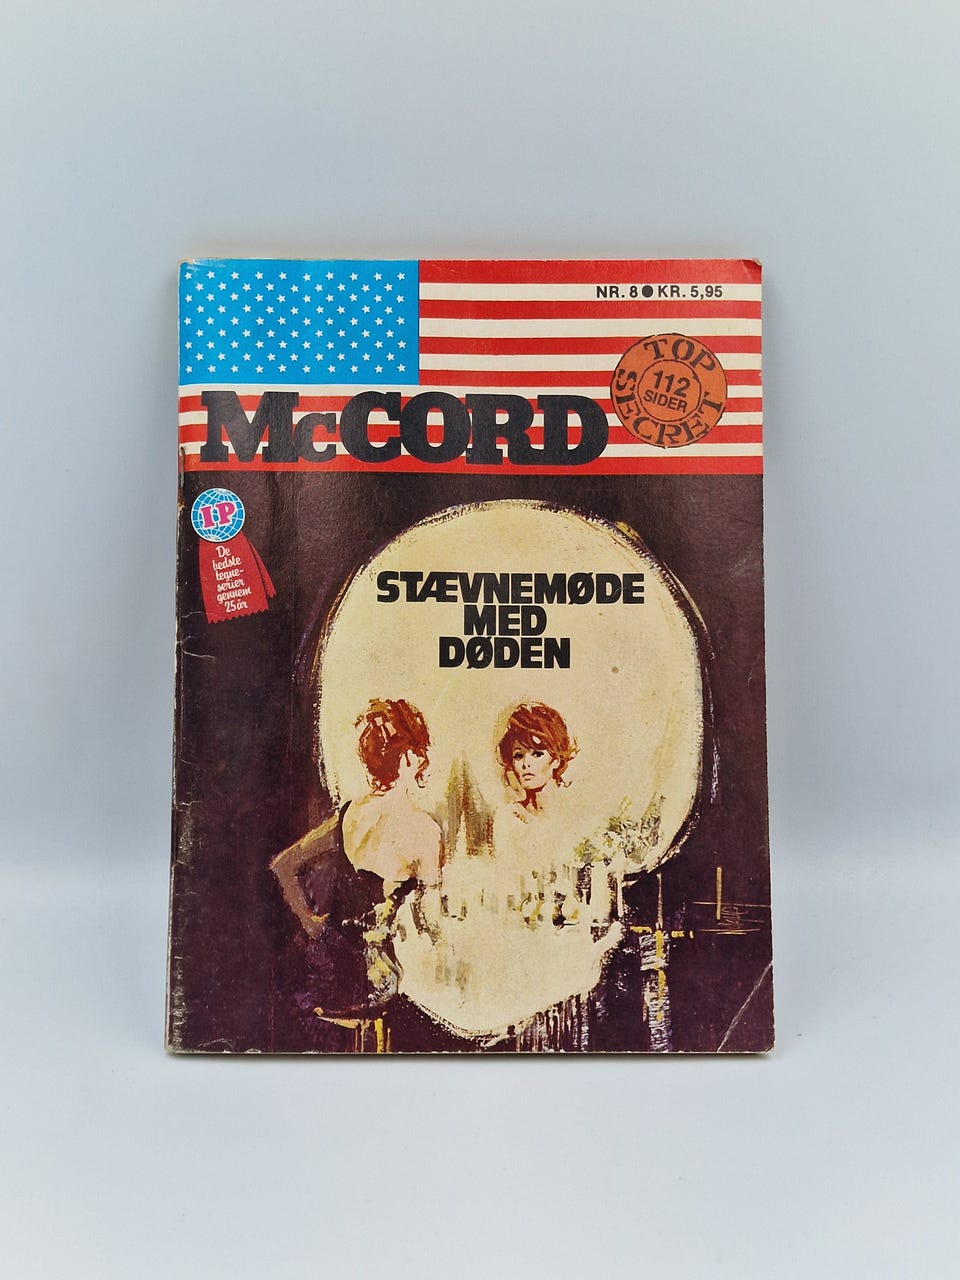 NR. 8 ● KR. 5,95
TOP
112
SIDER
SECRET
McCORD
IP
De
bedste
tegne-
serier
gennem
25 år
STÆVNEMØDE
MED
DØDEN